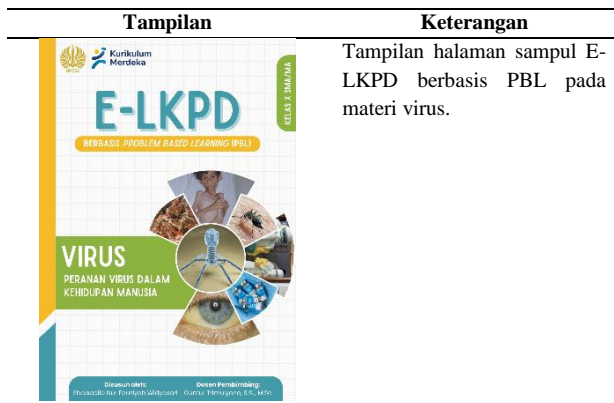 Tampilan
Keterangan
Kurikulum
Merdeka
KELAS X SMA/MA
E-LKPD
BERBASIS PROBLEM BASED LEARNING (PBL)
VIRUS
PERANAN VIRUS DALAM
KEHIDUPAN MANUSIA
Disusun oleh:
Dosen Pembimbing:
Tampilan halaman sampul E-
LKPD berbasis PBL pada
materi virus.